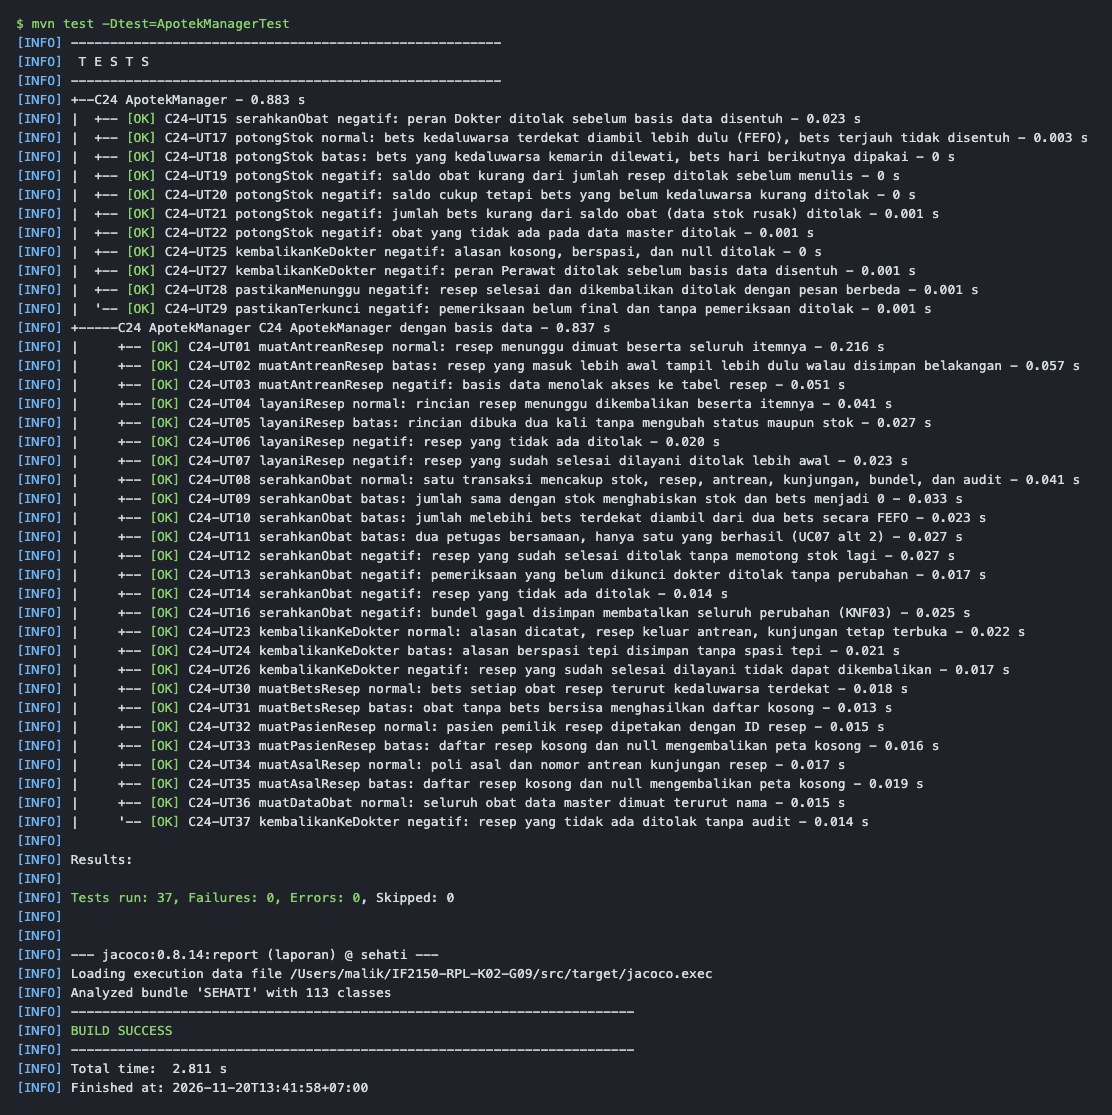 $ mvn test -Dtest=ApotekManagerTest
[INFO] -------------------------------------------------------
[INFO]  T E S T S
[INFO] -------------------------------------------------------
[INFO] +--C24 ApotekManager - 0.883 s
[INFO] |  +-- [OK] C24-UT15 serahkanObat negatif: peran Dokter ditolak sebelum basis data disentuh - 0.023 s
[INFO] |  +-- [OK] C24-UT17 potongStok normal: bets kedaluwarsa terdekat diambil lebih dulu (FEFO), bets terjauh tidak disentuh - 0.003 s
[INFO] |  +-- [OK] C24-UT18 potongStok batas: bets yang kedaluwarsa kemarin dilewati, bets hari berikutnya dipakai - 0 s
[INFO] |  +-- [OK] C24-UT19 potongStok negatif: saldo obat kurang dari jumlah resep ditolak sebelum menulis - 0 s
[INFO] |  +-- [OK] C24-UT20 potongStok negatif: saldo cukup tetapi bets yang belum kedaluwarsa kurang ditolak - 0 s
[INFO] |  +-- [OK] C24-UT21 potongStok negatif: jumlah bets kurang dari saldo obat (data stok rusak) ditolak - 0.001 s
[INFO] |  +-- [OK] C24-UT22 potongStok negatif: obat yang tidak ada pada data master ditolak - 0.001 s
[INFO] |  +-- [OK] C24-UT25 kembalikanKeDokter negatif: alasan kosong, berspasi, dan null ditolak - 0 s
[INFO] |  +-- [OK] C24-UT27 kembalikanKeDokter negatif: peran Perawat ditolak sebelum basis data disentuh - 0.001 s
[INFO] |  +-- [OK] C24-UT28 pastikanMenunggu negatif: resep selesai dan dikembalikan ditolak dengan pesan berbeda - 0.001 s
[INFO] |  '-- [OK] C24-UT29 pastikanTerkunci negatif: pemeriksaan belum final dan tanpa pemeriksaan ditolak - 0.001 s
[INFO] +-----C24 ApotekManager C24 ApotekManager dengan basis data - 0.837 s
[INFO] |     +-- [OK] C24-UT01 muatAntreanResep normal: resep menunggu dimuat beserta seluruh itemnya - 0.216 s
[INFO] |     +-- [OK] C24-UT02 muatAntreanResep batas: resep yang masuk lebih awal tampil lebih dulu walau disimpan belakangan - 0.057 s
[INFO] |     +-- [OK] C24-UT03 muatAntreanResep negatif: basis data menolak akses ke tabel resep - 0.051 s
[INFO] |     +-- [OK] C24-UT04 layaniResep normal: rincian resep menunggu dikembalikan beserta itemnya - 0.041 s
[INFO] |     +-- [OK] C24-UT05 layaniResep batas: rincian dibuka dua kali tanpa mengubah status maupun stok - 0.027 s
[INFO] |     +-- [OK] C24-UT06 layaniResep negatif: resep yang tidak ada ditolak - 0.020 s
[INFO] |     +-- [OK] C24-UT07 layaniResep negatif: resep yang sudah selesai dilayani ditolak lebih awal - 0.023 s
[INFO] |     +-- [OK] C24-UT08 serahkanObat normal: satu transaksi mencakup stok, resep, antrean, kunjungan, bundel, dan audit - 0.041 s
[INFO] |     +-- [OK] C24-UT09 serahkanObat batas: jumlah sama dengan stok menghabiskan stok dan bets menjadi 0 - 0.033 s
[INFO] |     +-- [OK] C24-UT10 serahkanObat batas: jumlah melebihi bets terdekat diambil dari dua bets secara FEFO - 0.023 s
[INFO] |     +-- [OK] C24-UT11 serahkanObat batas: dua petugas bersamaan, hanya satu yang berhasil (UC07 alt 2) - 0.027 s
[INFO] |     +-- [OK] C24-UT12 serahkanObat negatif: resep yang sudah selesai ditolak tanpa memotong stok lagi - 0.027 s
[INFO] |     +-- [OK] C24-UT13 serahkanObat negatif: pemeriksaan yang belum dikunci dokter ditolak tanpa perubahan - 0.017 s
[INFO] |     +-- [OK] C24-UT14 serahkanObat negatif: resep yang tidak ada ditolak - 0.014 s
[INFO] |     +-- [OK] C24-UT16 serahkanObat negatif: bundel gagal disimpan membatalkan seluruh perubahan (KNF03) - 0.025 s
[INFO] |     +-- [OK] C24-UT23 kembalikanKeDokter normal: alasan dicatat, resep keluar antrean, kunjungan tetap terbuka - 0.022 s
[INFO] |     +-- [OK] C24-UT24 kembalikanKeDokter batas: alasan berspasi tepi disimpan tanpa spasi tepi - 0.021 s
[INFO] |     +-- [OK] C24-UT26 kembalikanKeDokter negatif: resep yang sudah selesai dilayani tidak dapat dikembalikan - 0.017 s
[INFO] |     +-- [OK] C24-UT30 muatBetsResep normal: bets setiap obat resep terurut kedaluwarsa terdekat - 0.018 s
[INFO] |     +-- [OK] C24-UT31 muatBetsResep batas: obat tanpa bets bersisa menghasilkan daftar kosong - 0.013 s
[INFO] |     +-- [OK] C24-UT32 muatPasienResep normal: pasien pemilik resep dipetakan dengan ID resep - 0.015 s
[INFO] |     +-- [OK] C24-UT33 muatPasienResep batas: daftar resep kosong dan null mengembalikan peta kosong - 0.016 s
[INFO] |     +-- [OK] C24-UT34 muatAsalResep normal: poli asal dan nomor antrean kunjungan resep - 0.017 s
[INFO] |     +-- [OK] C24-UT35 muatAsalResep batas: daftar resep kosong dan null mengembalikan peta kosong - 0.019 s
[INFO] |     +-- [OK] C24-UT36 muatDataObat normal: seluruh obat data master dimuat terurut nama - 0.015 s
[INFO] |     '-- [OK] C24-UT37 kembalikanKeDokter negatif: resep yang tidak ada ditolak tanpa audit - 0.014 s
[INFO]
[INFO] Results:
[INFO]
[INFO] Tests run: 37, Failures: 0, Errors: 0, Skipped: 0
[INFO]
[INFO]
[INFO] --- jacoco:0.8.14:report (laporan) @ sehati ---
[INFO] Loading execution data file /Users/malik/IF2150-RPL-K02-G09/src/target/jacoco.exec
[INFO] Analyzed bundle 'SEHATI' with 113 classes
[INFO] ------------------------------------------------------------------------
[INFO] BUILD SUCCESS
[INFO] ------------------------------------------------------------------------
[INFO] Total time:  2.811 s
[INFO] Finished at: 2026-11-20T13:41:58+07:00